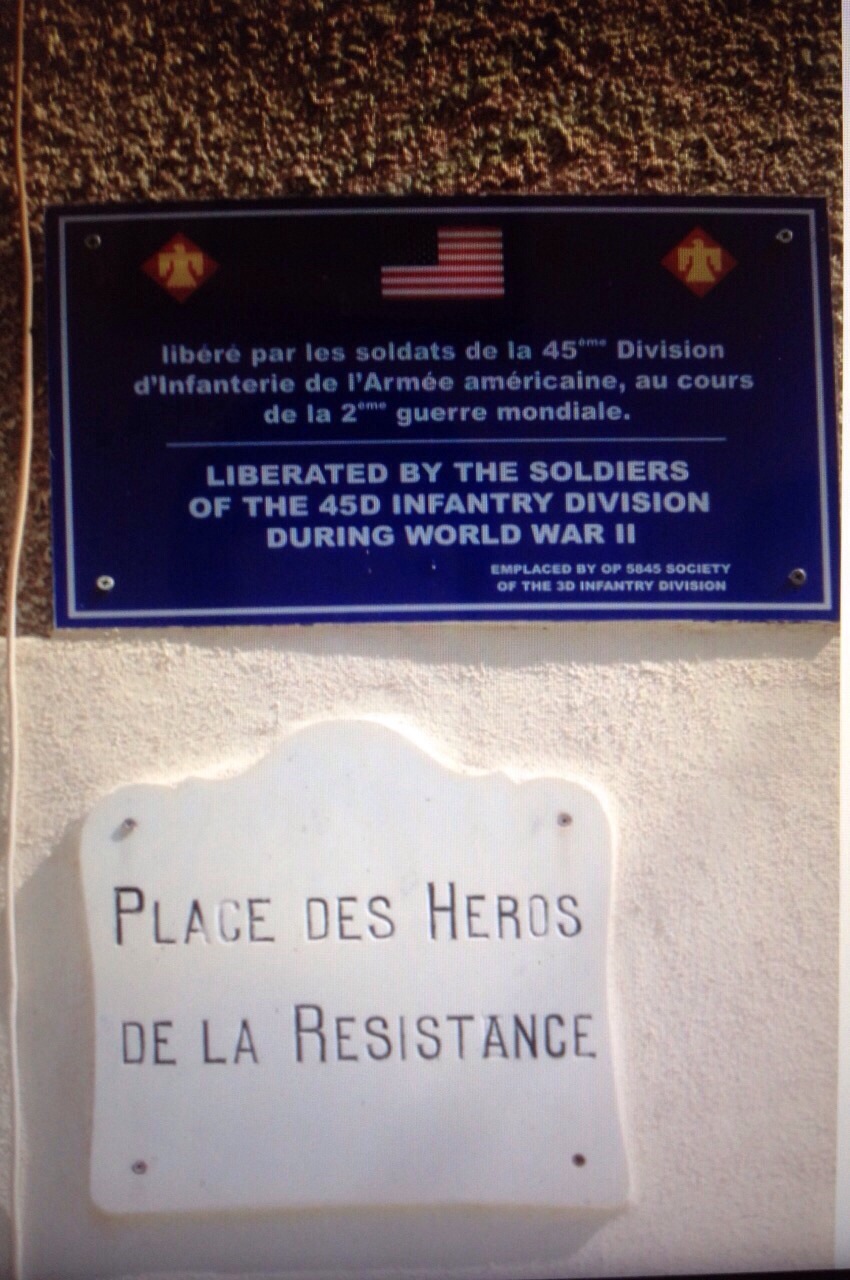 libéré par les soldats de la 45ème Division
d'Infanterie de l'Armée américaine, au cours
de la 2ème guerre mondiale.
LIBERATED BY THE SOLDIERS
OF THE 45D INFANTRY DIVISION
DURING WORLD WAR II
EMPLACED BY OP 5845 SOCIETY
OF THE 3D INFANTRY DIVISION
PLACE DES HEROS
DE LA RESISTANCE